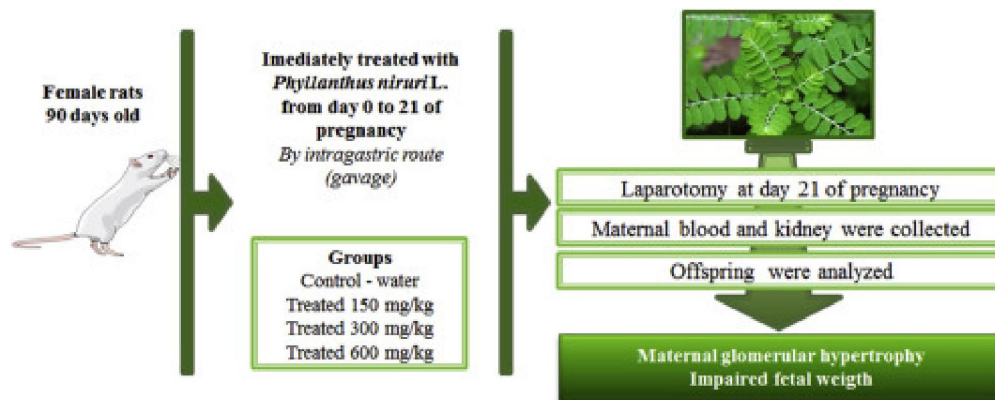 Female rats
90 days old
Imediately treated with
Phyllanthus niruri L.
from day 0 to 21 of
pregnancy
By intragastric route
(gavage)
Groups
Control - water
Treated 150 mg/kg
Treated 300 mg/kg
Treated 600 mg/kg
Laparotomy at day 21 of pregnancy
Maternal blood and kidney were collected
Offspring were analyzed
Maternal glomerular hypertrophy
Impaired fetal weigth